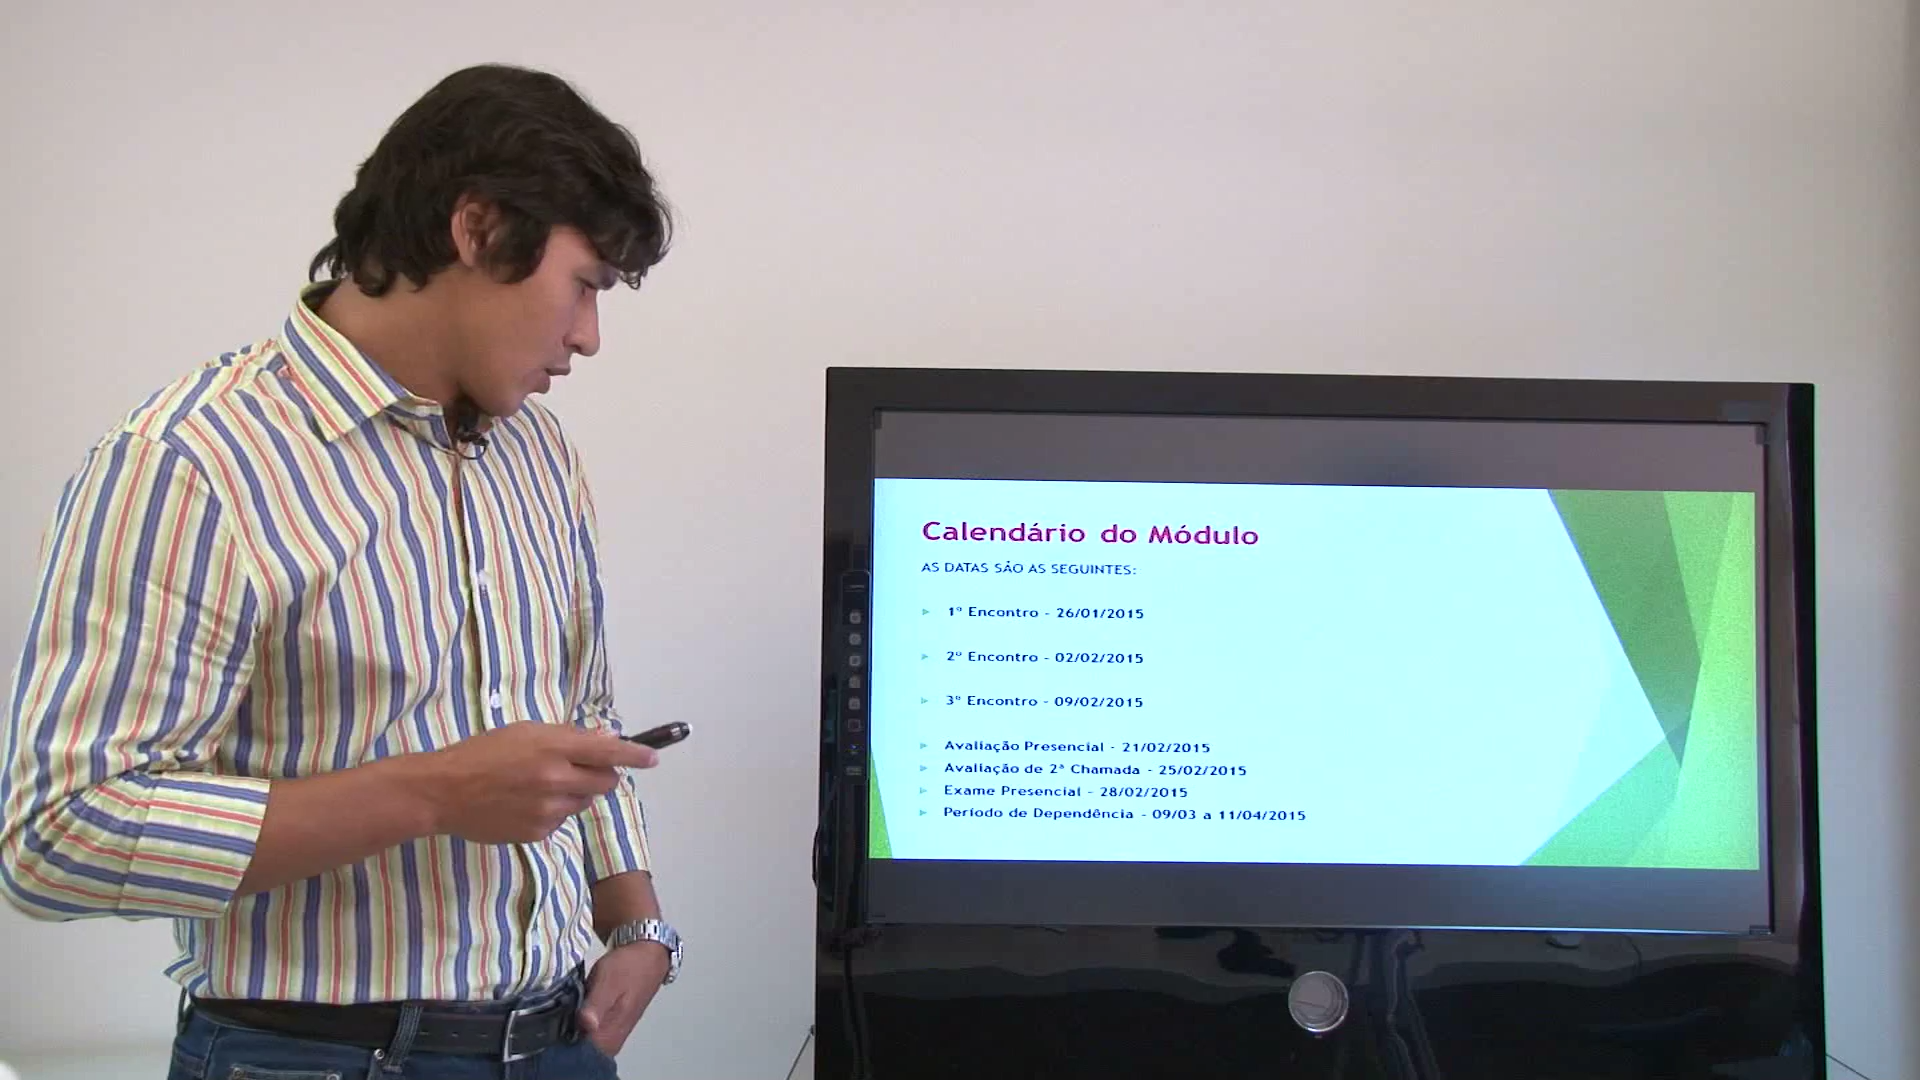 Calendário do Módulo
AS DATAS SÃO AS SEGUINTES:
1º Encontro - 26/01/2015
2º Encontro - 02/02/2015
3º Encontro - 09/02/2015
Avaliação Presencial - 21/02/2015
Avaliação de 2ª Chamada - 25/02/2015
Exame Presencial - 28/02/2015
Período de Dependência - 09/03 a 11/04/2015